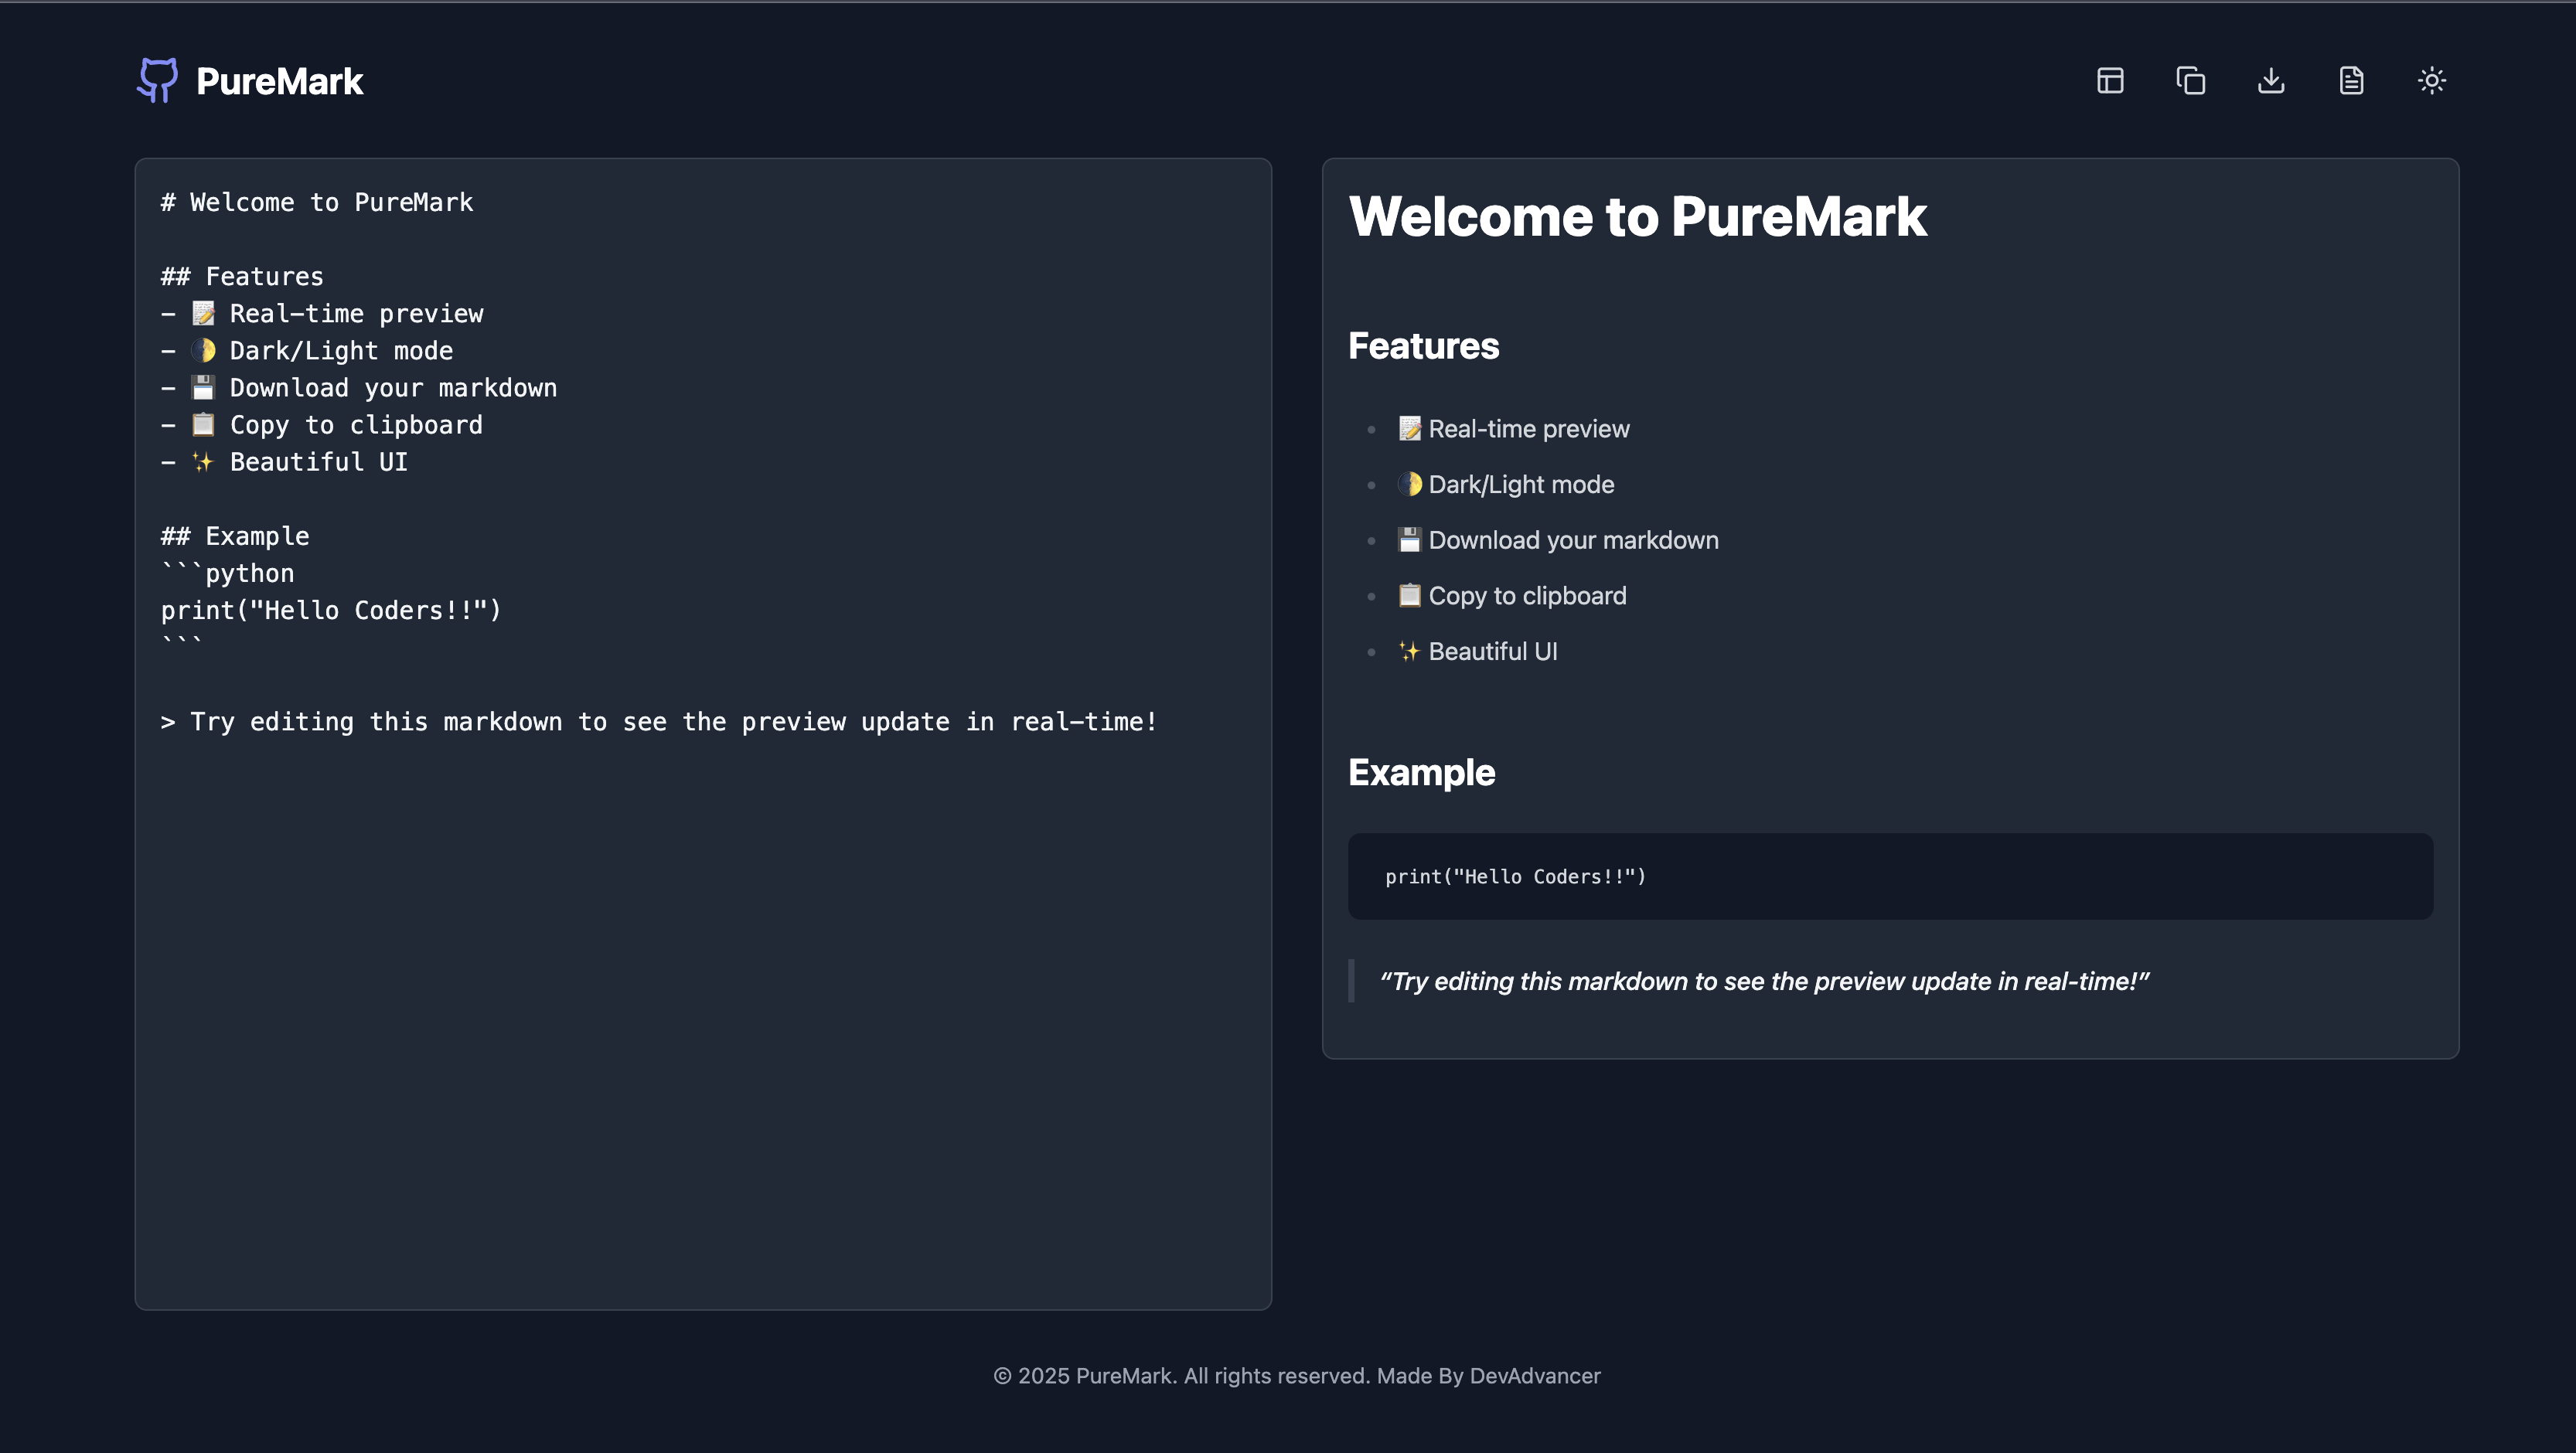 PureMark
# Welcome to PureMark
## Features
- 📝 Real-time preview
- 🌓 Dark/Light mode
- 💾 Download your markdown
- 📋 Copy to clipboard
- ✨ Beautiful UI
## Example
```python
print("Hello Coders!!")
```
> Try editing this markdown to see the preview update in real-time!
Welcome to PureMark
Features
• 📝 Real-time preview
• 🌓 Dark/Light mode
• 💾 Download your markdown
• 📋 Copy to clipboard
• ✨ Beautiful UI
Example
print("Hello Coders!!")
“Try editing this markdown to see the preview update in real-time!”
© 2025 PureMark. All rights reserved. Made By DevAdvancer